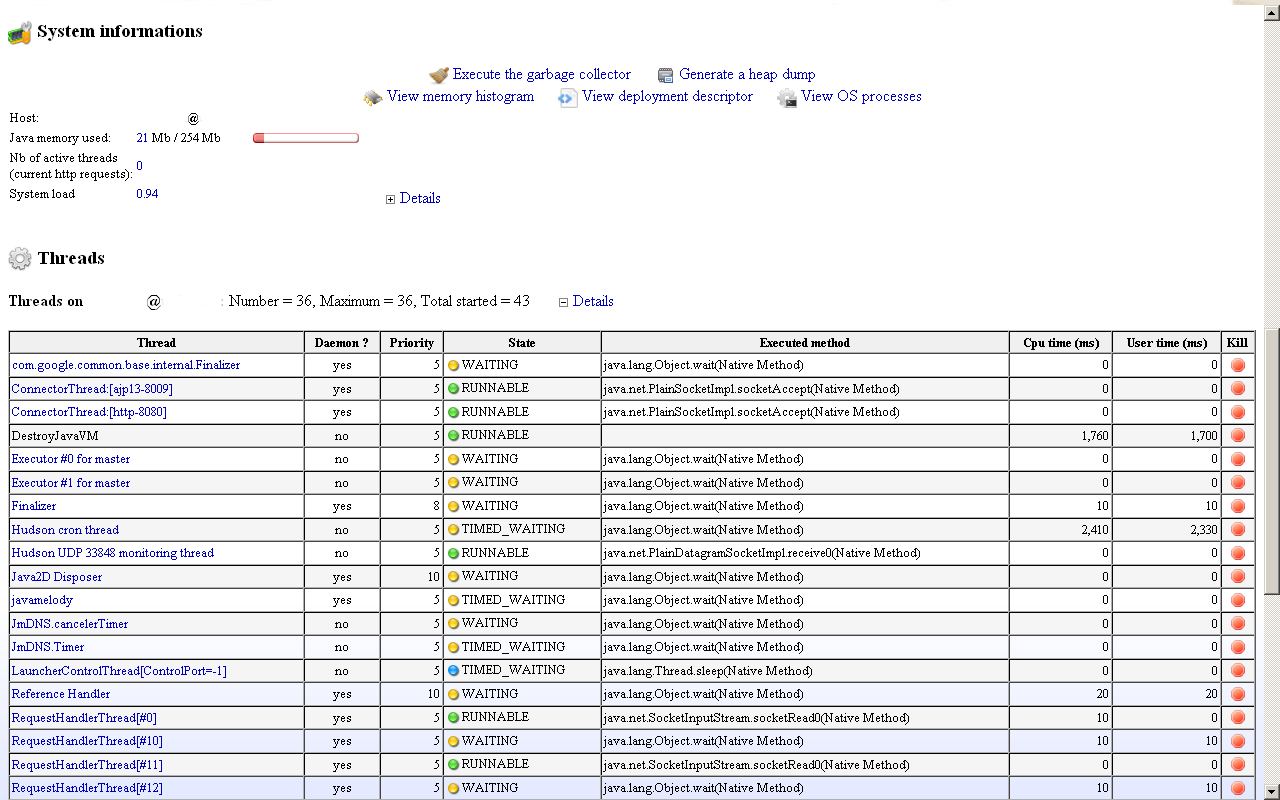 System informations
Execute the garbage collector Generate a heap dump
View memory histogram View deployment descriptor View OS processes
Host: @
Java memory used: 21 Mb / 254 Mb
Nb of active threads
(current http requests): 0
System load 0.94
Details
Threads
Threads on @ : Number = 36, Maximum = 36, Total started = 43 Details
Thread Daemon ? Priority State Executed method Cpu time (ms) User time (ms) Kill
com.google.common.base.internal.Finalizer yes 5 WAITING java.lang.Object.wait(Native Method) 0 0
ConnectorThread:[ajp13-8009] yes 5 RUNNABLE java.net.PlainSocketImpl.socketAccept(Native Method) 0 0
ConnectorThread:[http-8080] yes 5 RUNNABLE java.net.PlainSocketImpl.socketAccept(Native Method) 0 0
DestroyJavaVM no 5 RUNNABLE 1,760 1,700
Executor #0 for master no 5 WAITING java.lang.Object.wait(Native Method) 0 0
Executor #1 for master no 5 WAITING java.lang.Object.wait(Native Method) 0 0
Finalizer yes 8 WAITING java.lang.Object.wait(Native Method) 10 10
Hudson cron thread no 5 TIMED_WAITING java.lang.Object.wait(Native Method) 2,410 2,330
Hudson UDP 33848 monitoring thread no 5 RUNNABLE java.net.PlainDatagramSocketImpl.receive0(Native Method) 0 0
Java2D Disposer yes 10 WAITING java.lang.Object.wait(Native Method) 0 0
javamelody yes 5 TIMED_WAITING java.lang.Object.wait(Native Method) 0 0
JmDNS.cancelerTimer no 5 WAITING java.lang.Object.wait(Native Method) 0 0
JmDNS.Timer yes 5 TIMED_WAITING java.lang.Object.wait(Native Method) 0 0
LauncherControlThread[ControlPort=-1] no 5 TIMED_WAITING java.lang.Thread.sleep(Native Method) 0 0
Reference Handler yes 10 WAITING java.lang.Object.wait(Native Method) 20 20
RequestHandlerThread[#0] yes 5 RUNNABLE java.net.SocketInputStream.socketRead0(Native Method) 10 0
RequestHandlerThread[#10] yes 5 WAITING java.lang.Object.wait(Native Method) 10 10
RequestHandlerThread[#11] yes 5 RUNNABLE java.net.SocketInputStream.socketRead0(Native Method) 0 0
RequestHandlerThread[#12] yes 5 WAITING java.lang.Object.wait(Native Method) 10 10